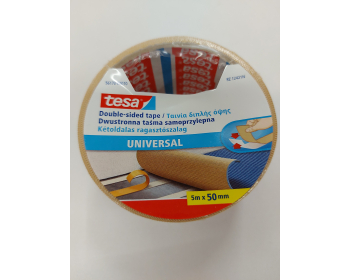 tesa
Double-sided tape / Ταινία διπλής όψης
Dwustronna taśma samoprzylepna
Kétoldalas ragasztószalag
UNIVERSAL
5m x 50mm